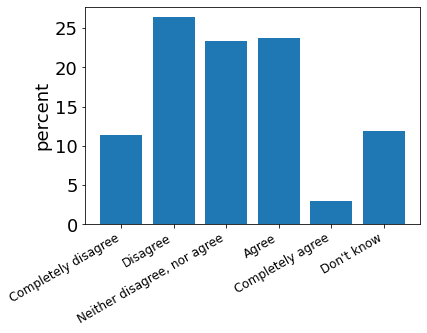 percent
25
20
15
10
5
0
Completely disagree
Disagree
Neither disagree, nor agree
Agree
Completely agree
Don't know